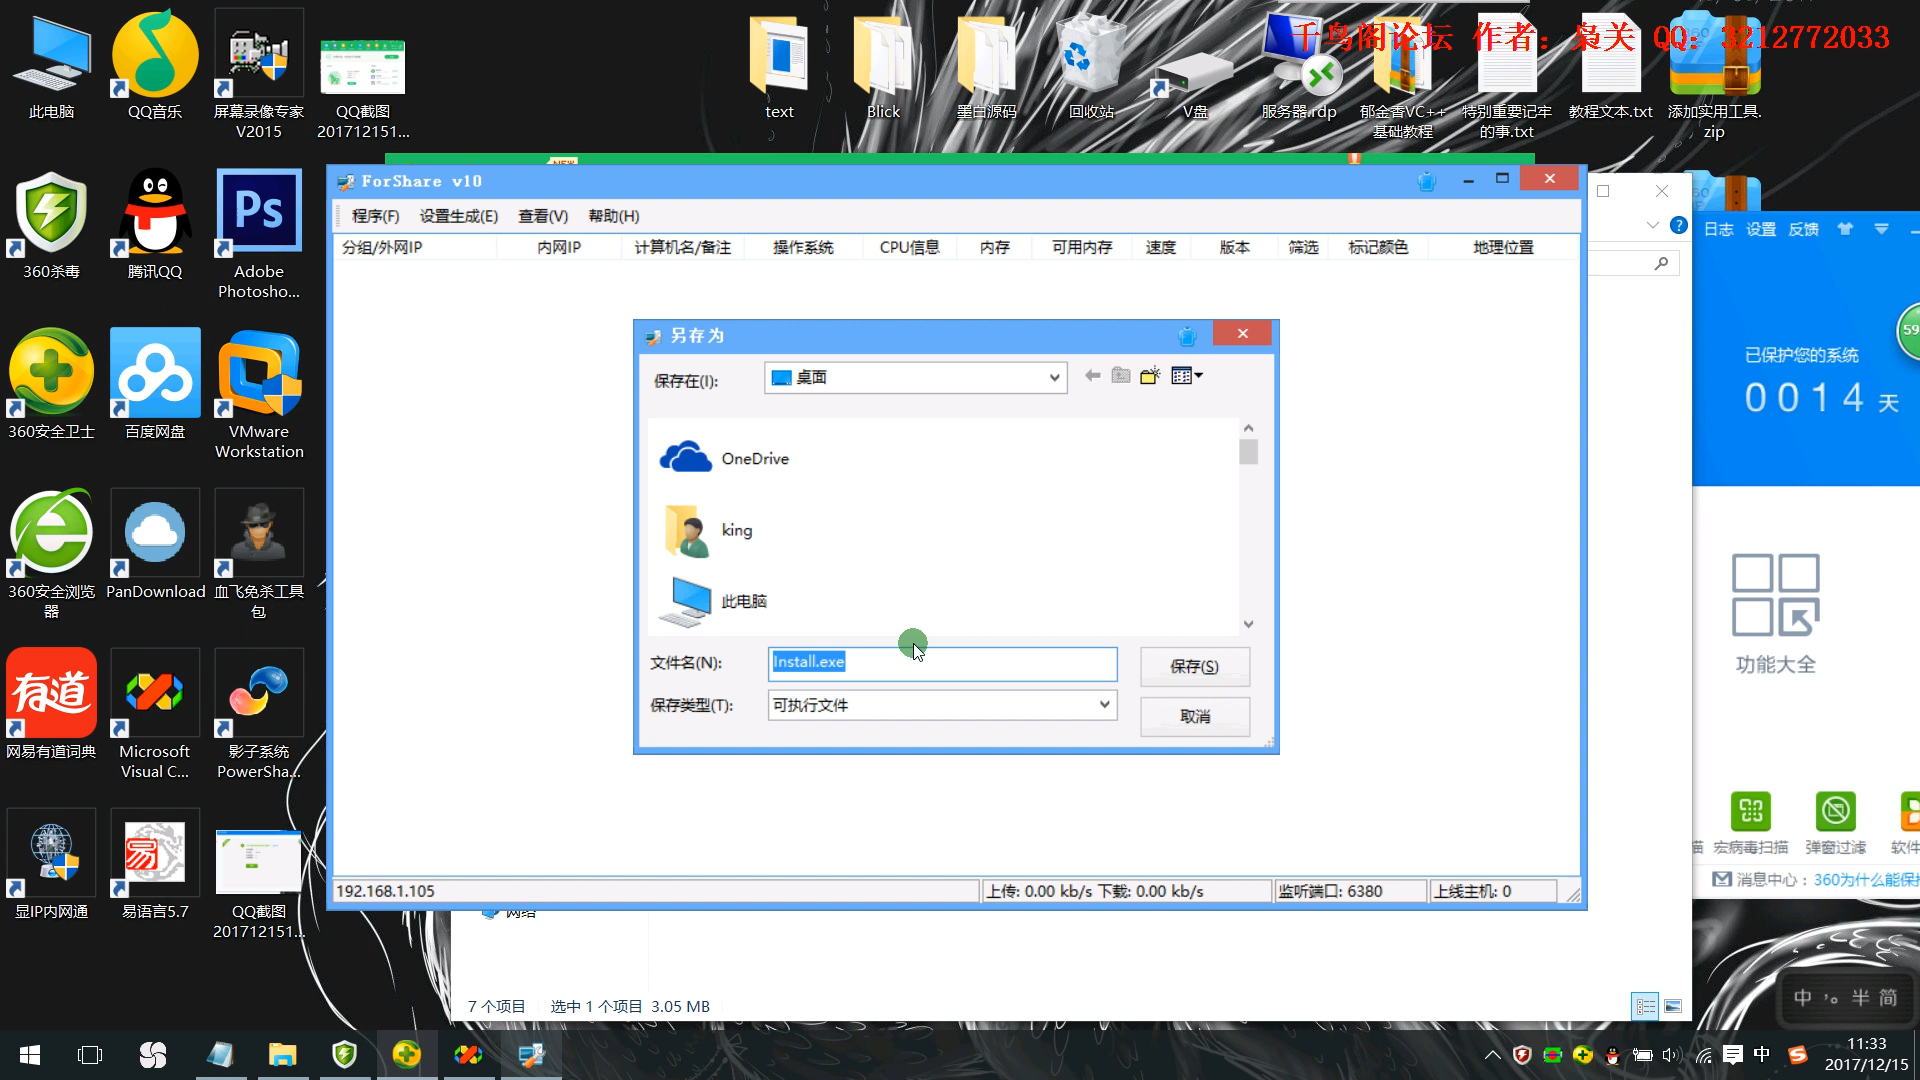 千鸟阁论坛 作者：枭关 QQ：3212772033
此电脑
QQ音乐
屏幕录像专家
V2015
QQ截图
201712151...
text
Blick
墨白源码
回收站
V盘
服务器.rdp
郁金香VC++
基础教程
特别重要记牢
的事.txt
教程文本.txt
添加实用工具.
zip
360杀毒
腾讯QQ
Adobe
Photosho...
360安全卫士
百度网盘
VMware
Workstation
360安全浏览
器
PanDownload
血飞免杀工具
包
网易有道词典
Microsoft
Visual C...
影子系统
PowerSha...
显IP内网通
易语言5.7
QQ截图
201712151...
ForShare v10
程序(F) 设置生成(E) 查看(V) 帮助(H)
分组/外网IP 内网IP 计算机名/备注 操作系统 CPU信息 内存 可用内存 速度 版本 筛选 标记颜色 地理位置
另存为
保存在(I): 桌面
OneDrive
king
此电脑
文件名(N): Install.exe 保存(S)
保存类型(T): 可执行文件 取消
192.168.1.105 上传: 0.00 kb/s 下载: 0.00 kb/s 监听端口: 6380 上线主机: 0
网络
7 个项目 选中 1 个项目 3.05 MB
日志 设置 反馈
59
已保护您的系统
0014 天
功能大全
宏病毒扫描 弹窗过滤 软件
消息中心：360为什么能保护
中 ，。 半 简
中
11:33
2017/12/15
Ps
有道
易